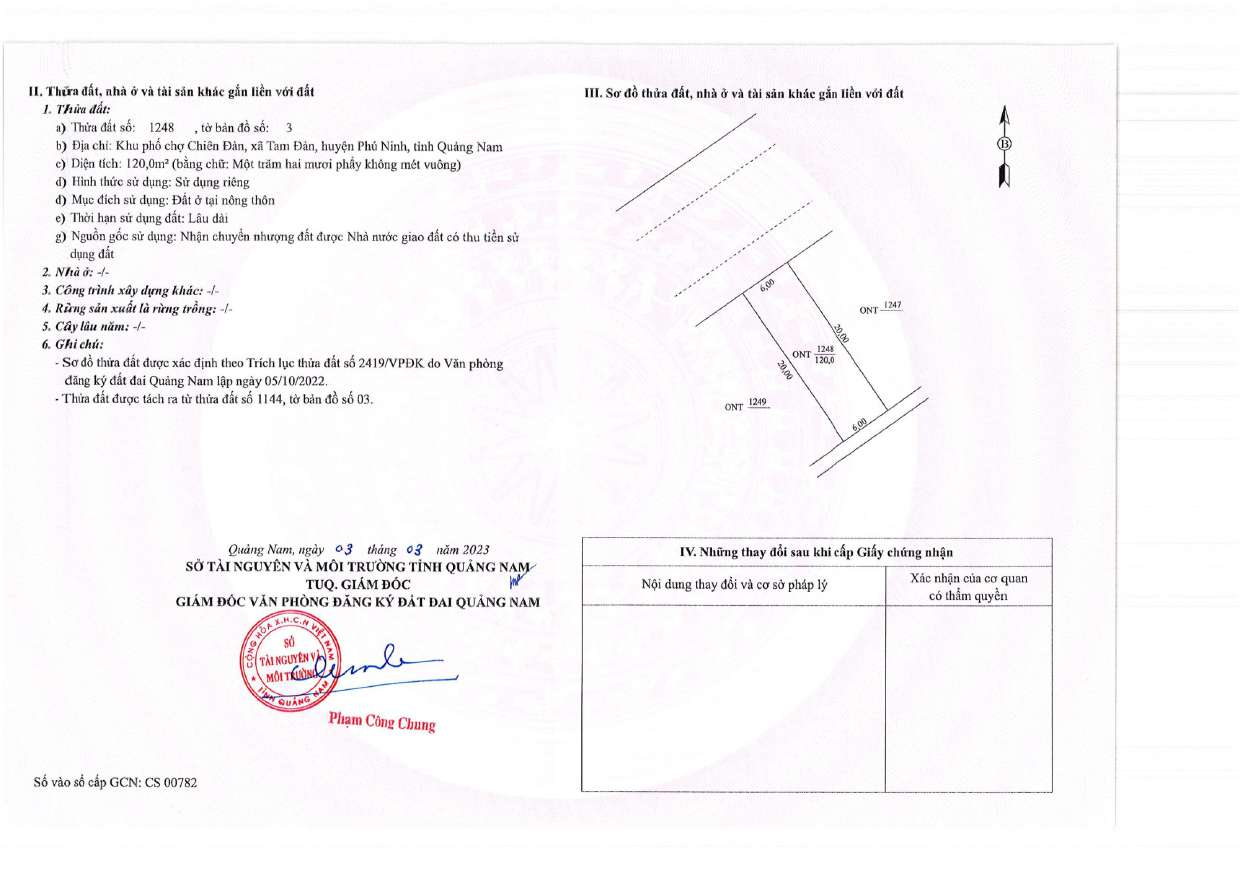 II. Thửa đất, nhà ở và tài sản khác gắn liền với đất
1. Thửa đất:
a) Thửa đất số: 1248 , tờ bản đồ số: 3
b) Địa chỉ: Khu phố chợ Chiên Đàn, xã Tam Đàn, huyện Phú Ninh, tỉnh Quảng Nam
c) Diện tích: 120,0m² (bằng chữ: Một trăm hai mươi phẩy không mét vuông)
d) Hình thức sử dụng: Sử dụng riêng
đ) Mục đích sử dụng: Đất ở tại nông thôn
e) Thời hạn sử dụng đất: Lâu dài
g) Nguồn gốc sử dụng: Nhận chuyển nhượng đất được Nhà nước giao đất có thu tiền sử
dụng đất
2. Nhà ở: -/-
3. Công trình xây dựng khác: -/-
4. Rừng sản xuất là rừng trồng: -/-
5. Cây lâu năm: -/-
6. Ghi chú:
- Sơ đồ thửa đất được xác định theo Trích lục thửa đất số 2419/VPĐK do Văn phòng
đăng ký đất đai Quảng Nam lập ngày 05/10/2022.
- Thửa đất được tách ra từ thửa đất số 1144, tờ bản đồ số 03.
Quảng Nam, ngày 03 tháng 03 năm 2023
SỞ TÀI NGUYÊN VÀ MÔI TRƯỜNG TỈNH QUẢNG NAM
TUQ. GIÁM ĐỐC
GIÁM ĐỐC VĂN PHÒNG ĐĂNG KÝ ĐẤT ĐAI QUẢNG NAM
CỘNG HÒA X.H.C.N VIỆT NAM
SỞ
TÀI NGUYÊN VÀ
MÔI TRƯỜNG
TỈNH QUẢNG NAM
Phạm Công Chung
Số vào sổ cấp GCN: CS 00782
III. Sơ đồ thửa đất, nhà ở và tài sản khác gắn liền với đất
B
6,00
ONT 1247
20,00
ONT 1248
120,0
20,00
ONT 1249
6,00
IV. Những thay đổi sau khi cấp Giấy chứng nhận
Nội dung thay đổi và cơ sở pháp lý
Xác nhận của cơ quan
có thẩm quyền